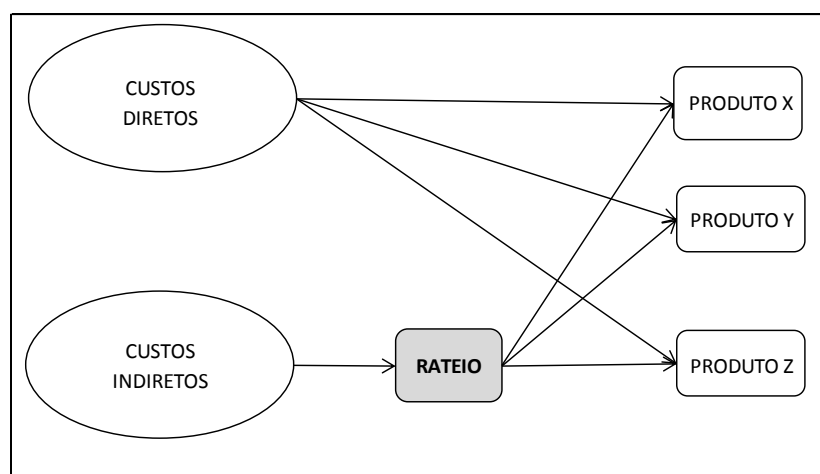 CUSTOS
DIRETOS
PRODUTO X
PRODUTO Y
CUSTOS
INDIRETOS
RATEIO
PRODUTO Z